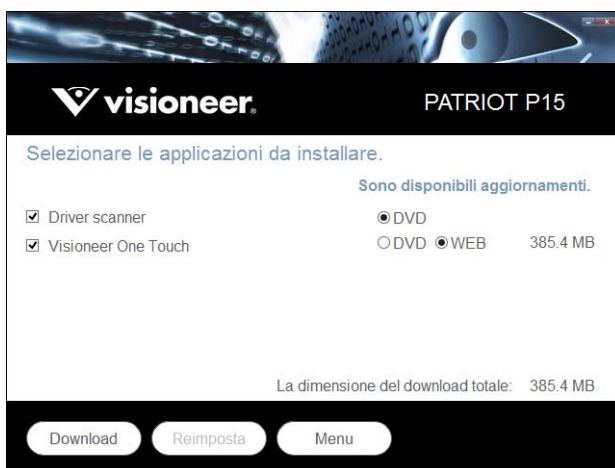 visioneer.
PATRIOT P15
Selezionare le applicazioni da installare.
Sono disponibili aggiornamenti.
Driver scanner DVD
Visioneer One Touch DVD WEB 385.4 MB
La dimensione del download totale: 385.4 MB
Download Reimposta Menu